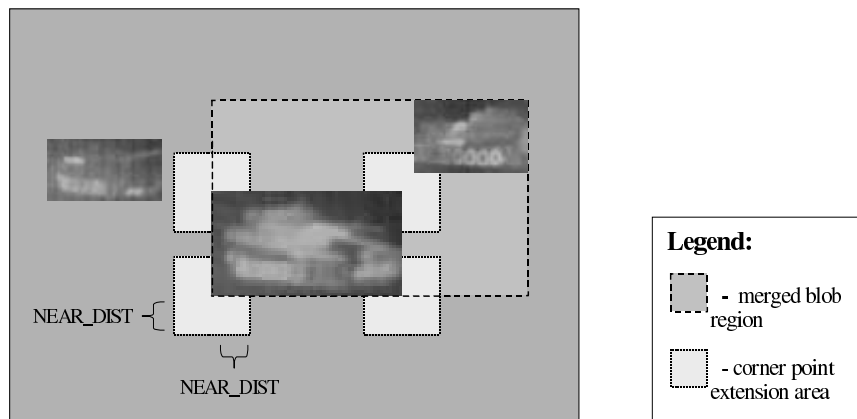 NEAR_DIST
NEAR_DIST
Legend:
- merged blob
region
- corner point
extension area